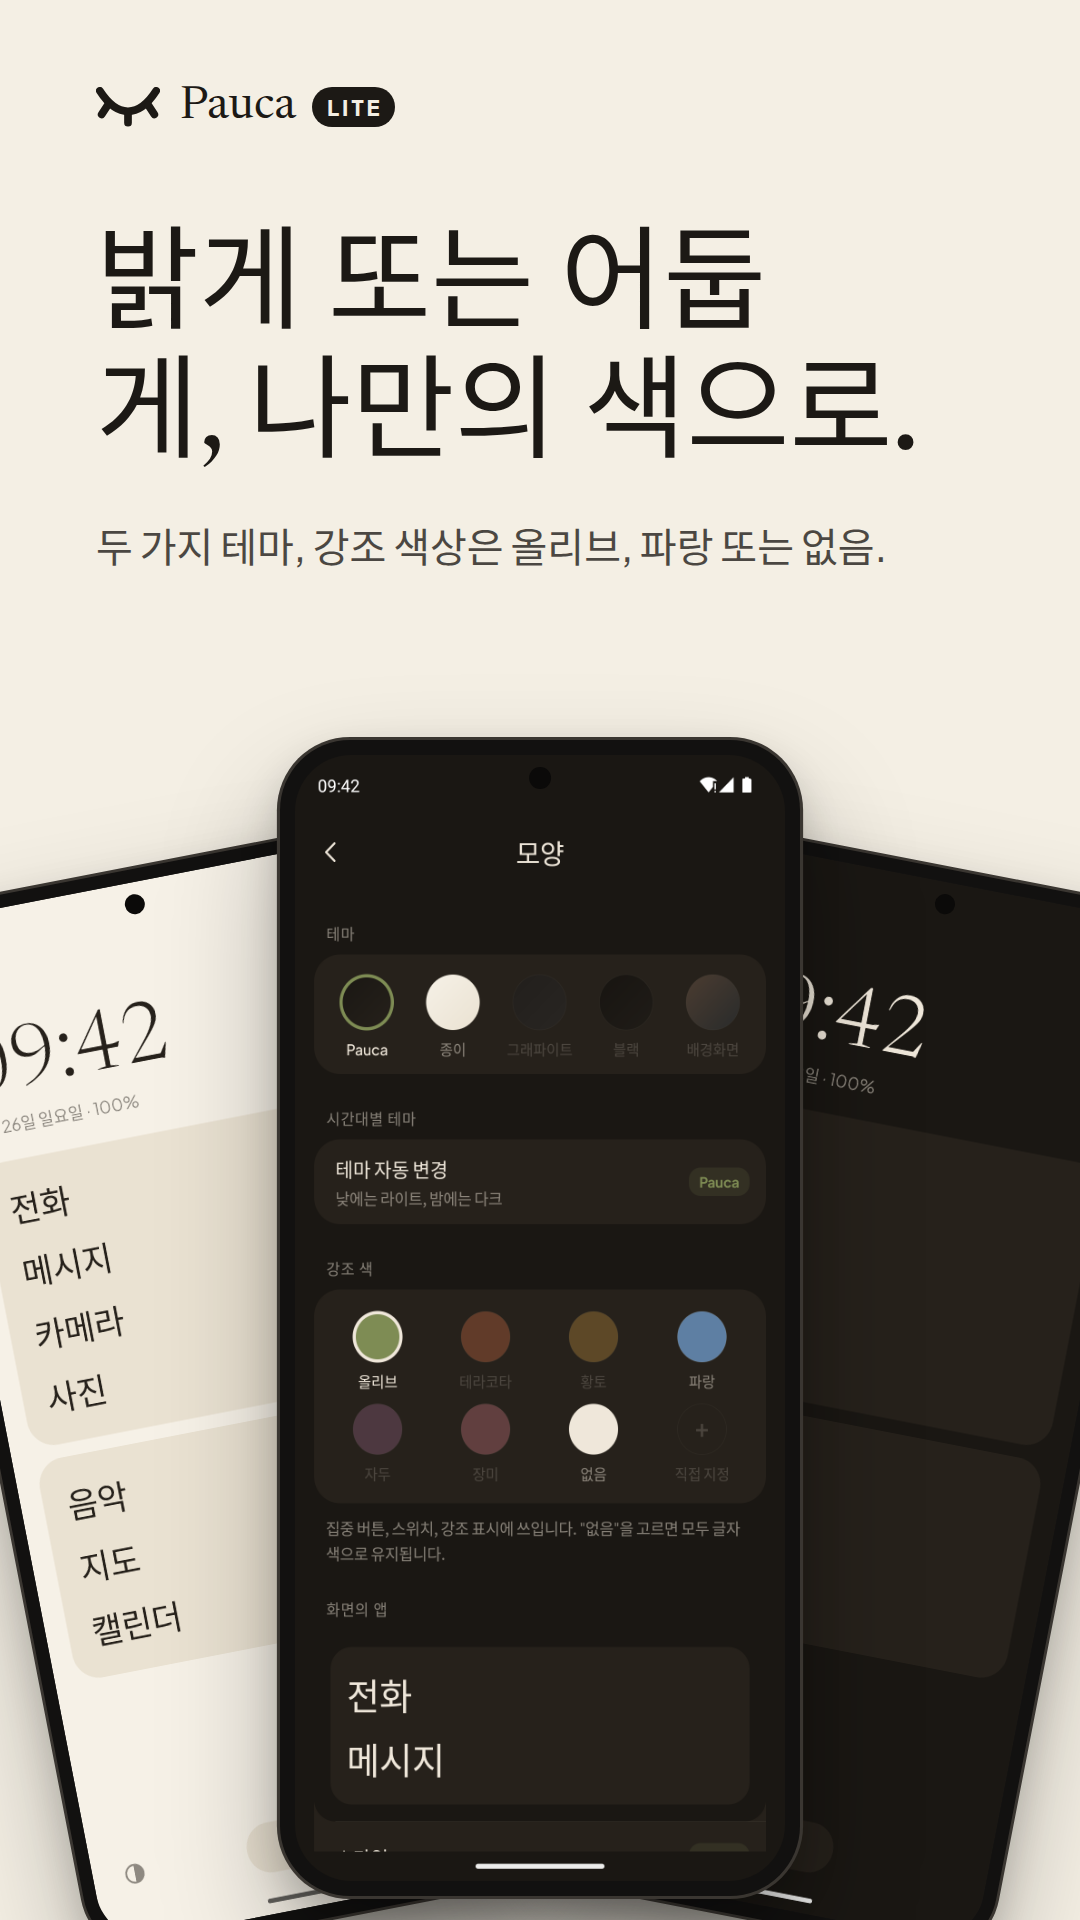 Pauca LITE
밝게 또는 어둡
게, 나만의 색으로.
두 가지 테마, 강조 색상은 올리브, 파랑 또는 없음.
09:42
모양
테마
Pauca 종이 그래파이트 블랙 배경화면
시간대별 테마
테마 자동 변경
낮에는 라이트, 밤에는 다크
Pauca
강조 색
올리브 테라코타 황토 파랑
자두 장미 없음 직접 지정
집중 버튼, 스위치, 강조 표시에 쓰입니다. "없음"을 고르면 모두 글자
색으로 유지됩니다.
화면의 앱
전화
메시지
09:42
26일 일요일 · 100%
전화
메시지
카메라
사진
음악
지도
캘린더
9:42
일 · 100%